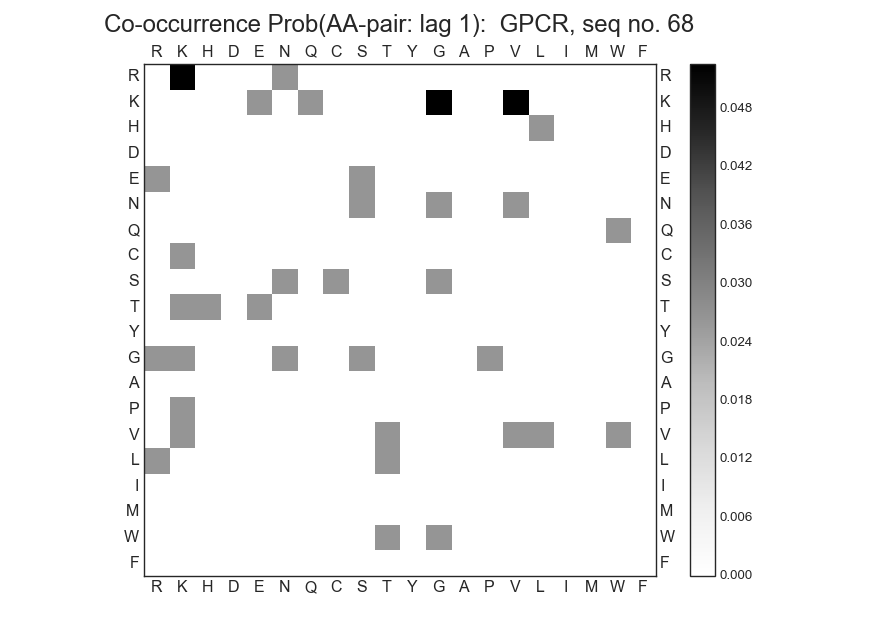 Co-occurrence Prob(AA-pair: lag 1):  GPCR, seq no. 68
R K H D E N Q C S T Y G A P V L I M W F
R R
K K
0.048
H H
D D
0.042
E E
N N
0.036
Q Q
C C
0.030
S S
T T
0.024
Y Y
G G
A A
0.018
P P
V V
0.012
L L
I I
M M
0.006
W W
F F
0.000
R K H D E N Q C S T Y G A P V L I M W F